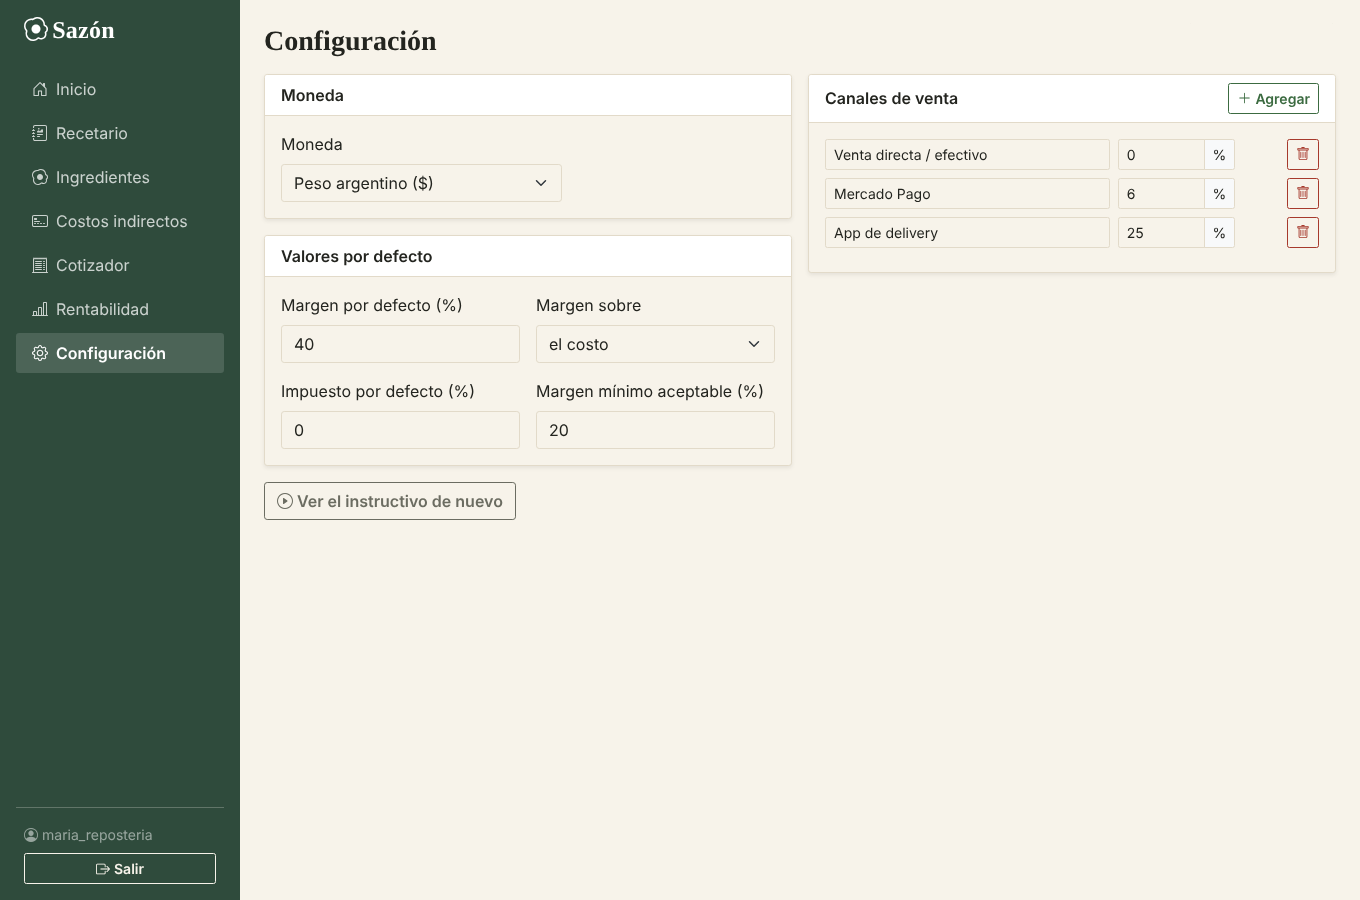 Sazón
Inicio
Recetario
Ingredientes
Costos indirectos
Cotizador
Rentabilidad
Configuración
maria_reposteria
Salir
Configuración
Moneda
Moneda
Peso argentino ($)
Valores por defecto
Margen por defecto (%)
Margen sobre
40
el costo
Impuesto por defecto (%)
Margen mínimo aceptable (%)
0
20
Ver el instructivo de nuevo
Canales de venta
Agregar
Venta directa / efectivo 0 %
Mercado Pago 6 %
App de delivery 25 %